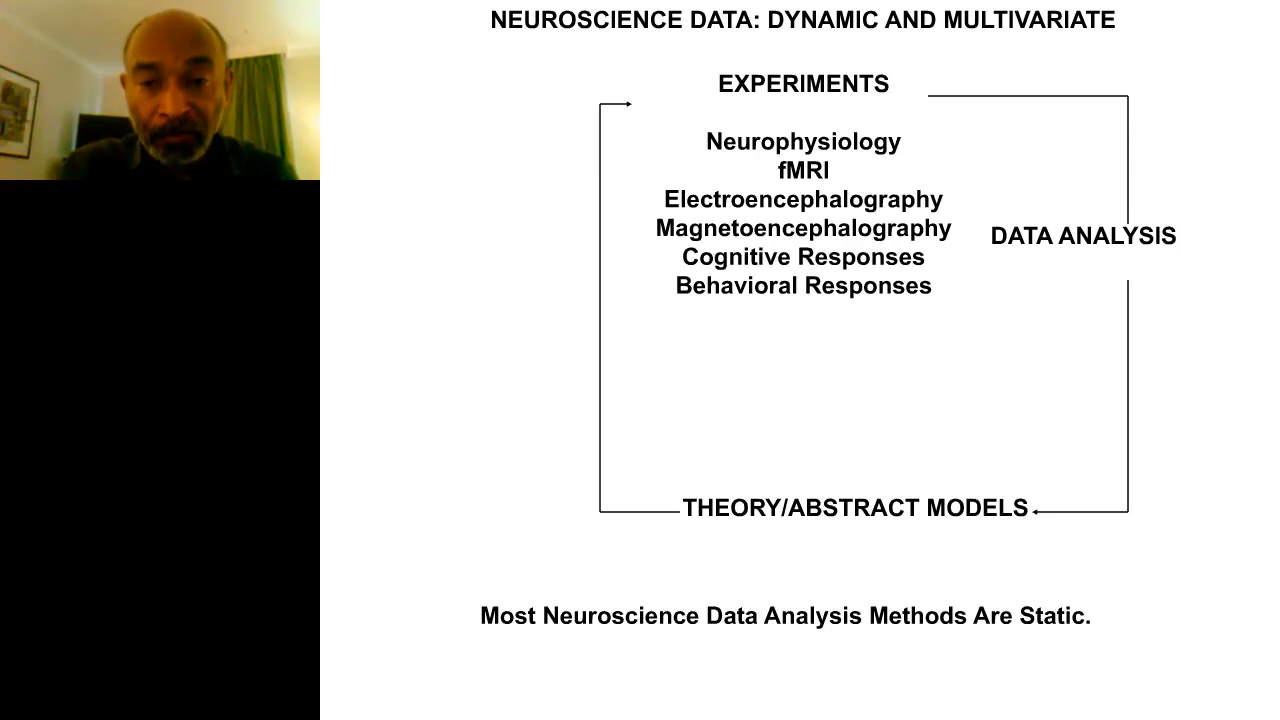 NEUROSCIENCE DATA: DYNAMIC AND MULTIVARIATE
EXPERIMENTS
Neurophysiology
fMRI
Electroencephalography
Magnetoencephalography
Cognitive Responses
Behavioral Responses
DATA ANALYSIS
THEORY/ABSTRACT MODELS
Most Neuroscience Data Analysis Methods Are Static.